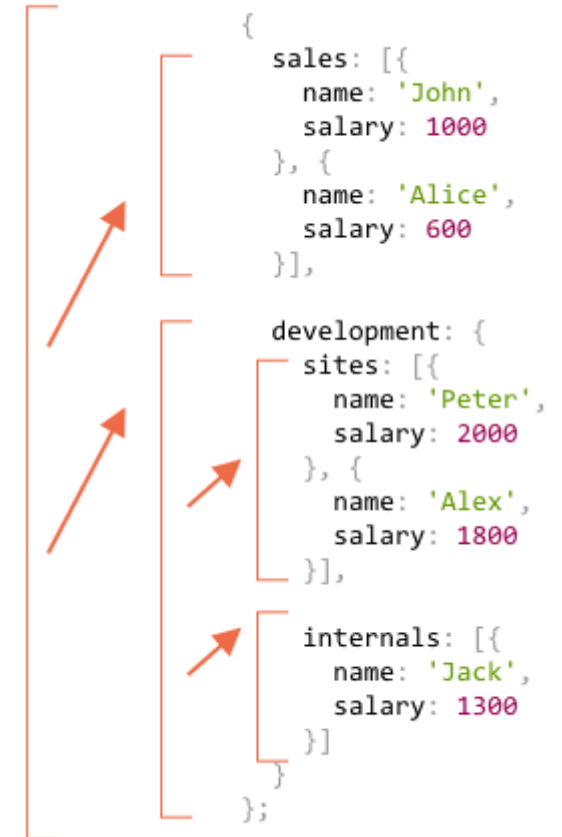 {
sales: [{
name: 'John',
salary: 1000
}, {
name: 'Alice',
salary: 600
}],
development: {
sites: [{
name: 'Peter',
salary: 2000
}, {
name: 'Alex',
salary: 1800
}],
internals: [{
name: 'Jack',
salary: 1300
}]
}
};